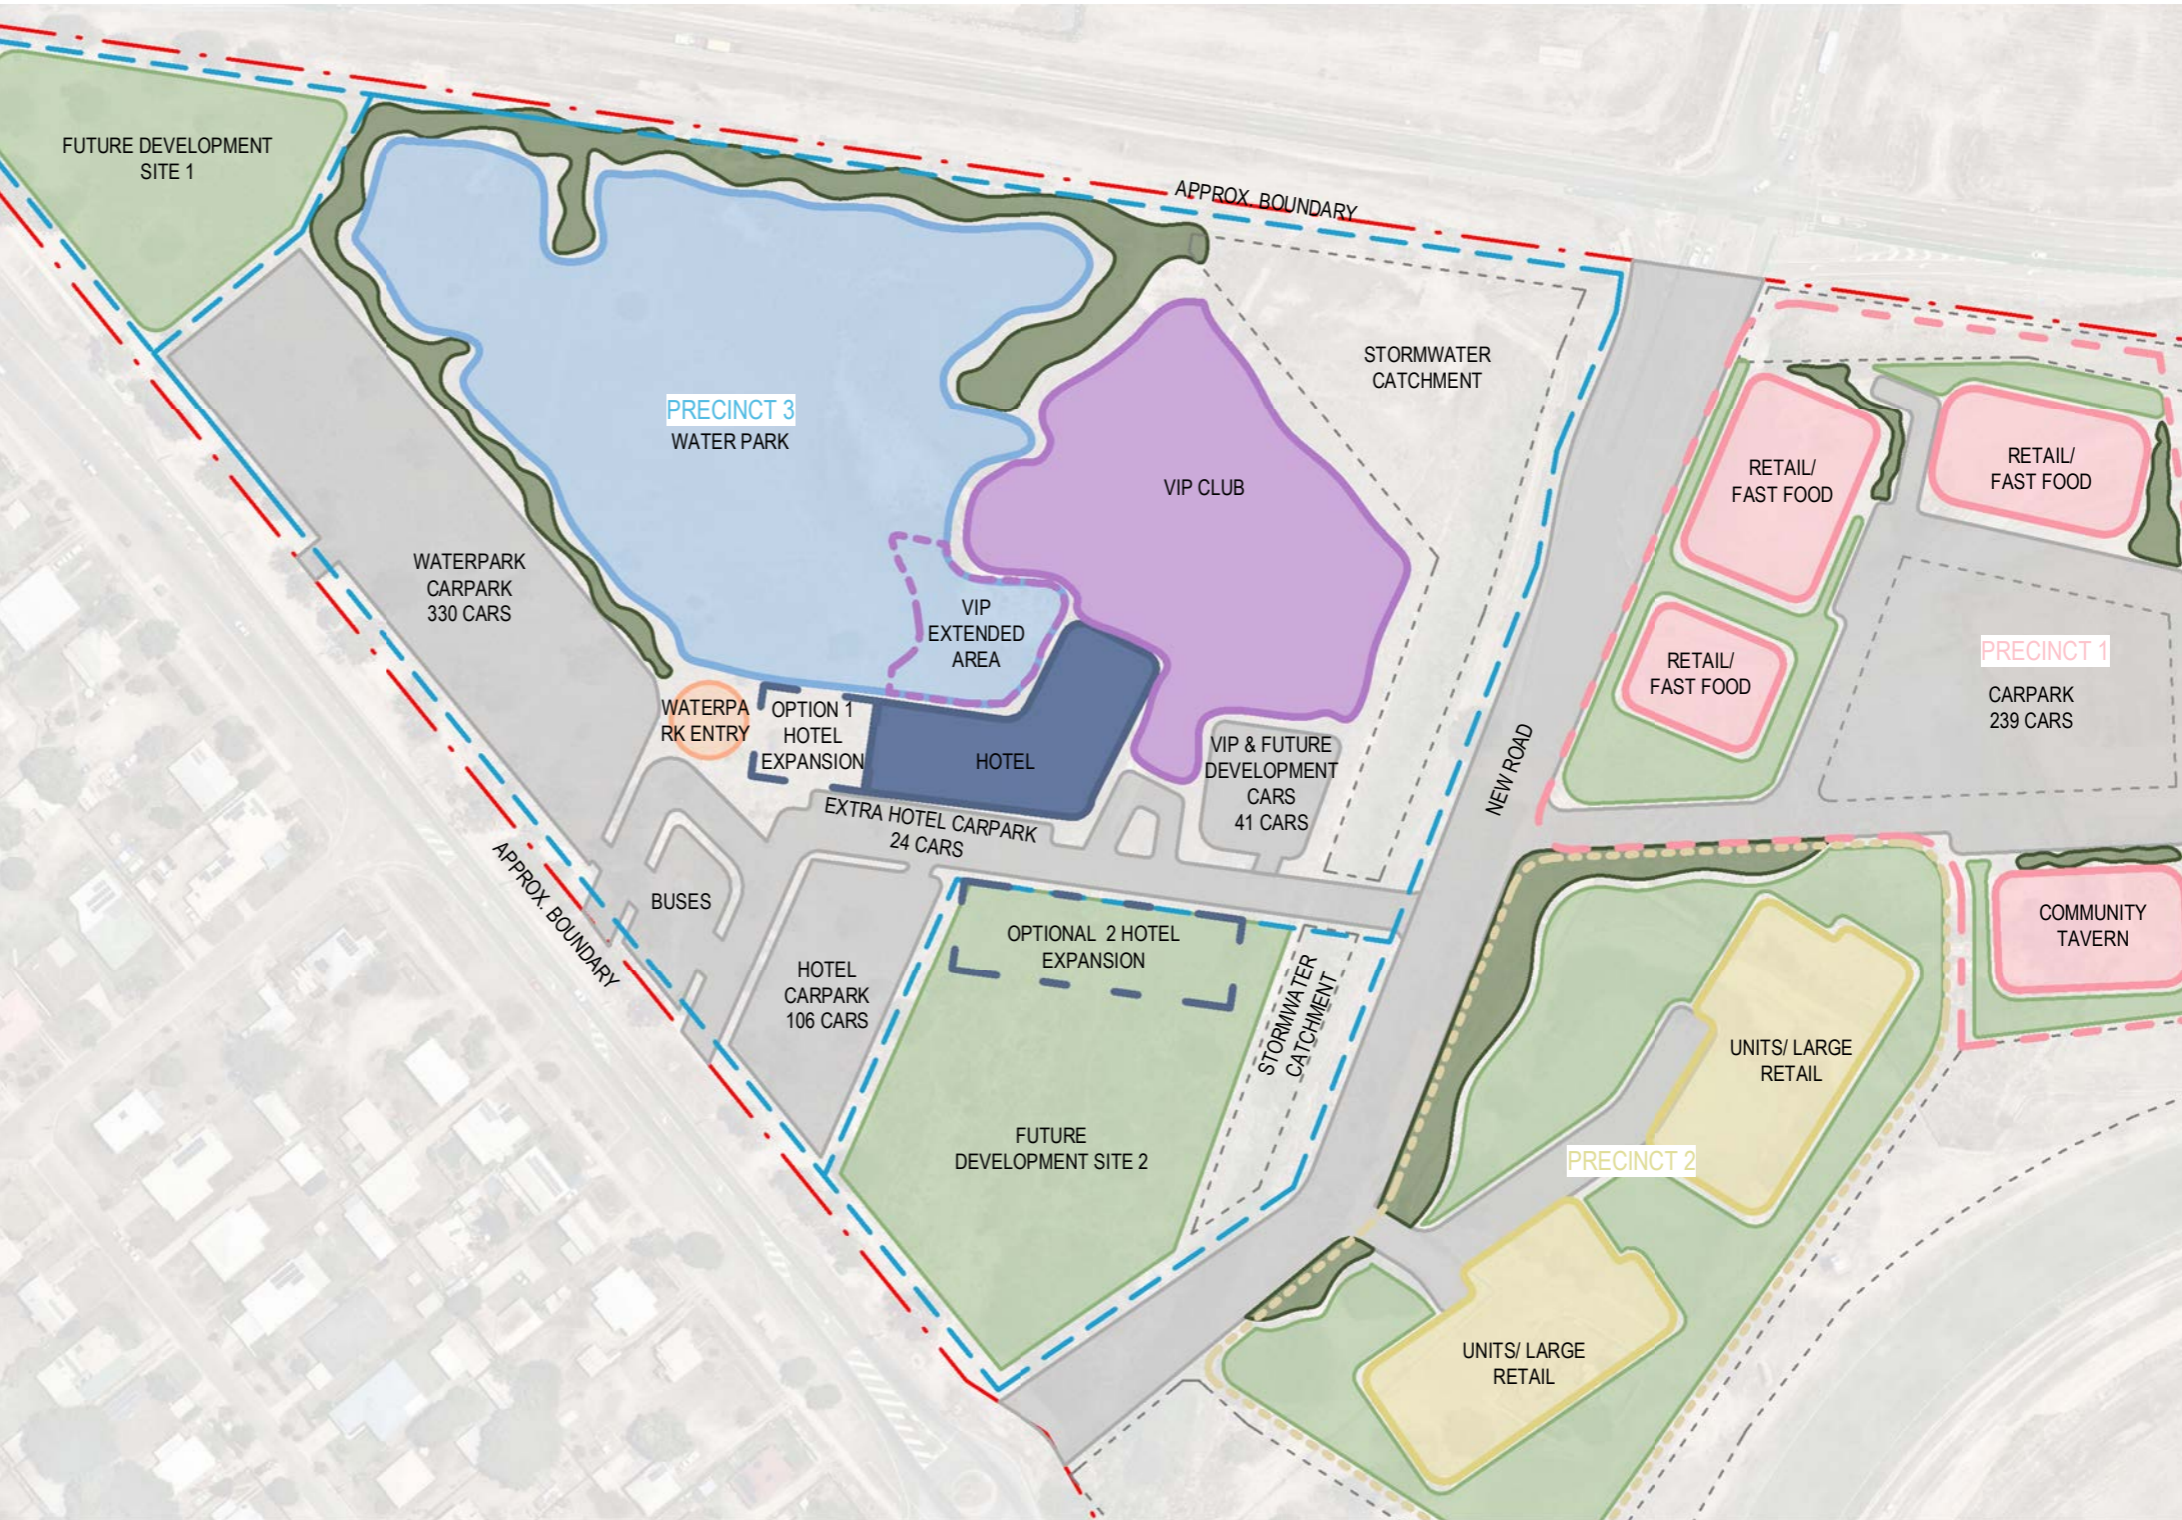 FUTURE DEVELOPMENT
SITE 1
APPROX. BOUNDARY
STORMWATER
CATCHMENT
PRECINCT 3
WATER PARK
VIP CLUB
RETAIL/
FAST FOOD
RETAIL/
FAST FOOD
WATERPARK
CARPARK
330 CARS
VIP
EXTENDED
AREA
RETAIL/
FAST FOOD
PRECINCT 1
CARPARK
239 CARS
WATERPA
RK ENTRY
OPTION 1
HOTEL
EXPANSION
HOTEL
VIP & FUTURE
DEVELOPMENT
CARS
41 CARS
NEW ROAD
EXTRA HOTEL CARPARK
24 CARS
APPROX. BOUNDARY
BUSES
HOTEL
CARPARK
106 CARS
OPTIONAL 2 HOTEL
EXPANSION
STORMWATER
CATCHMENT
COMMUNITY
TAVERN
UNITS/ LARGE
RETAIL
FUTURE
DEVELOPMENT SITE 2
PRECINCT 2
UNITS/ LARGE
RETAIL